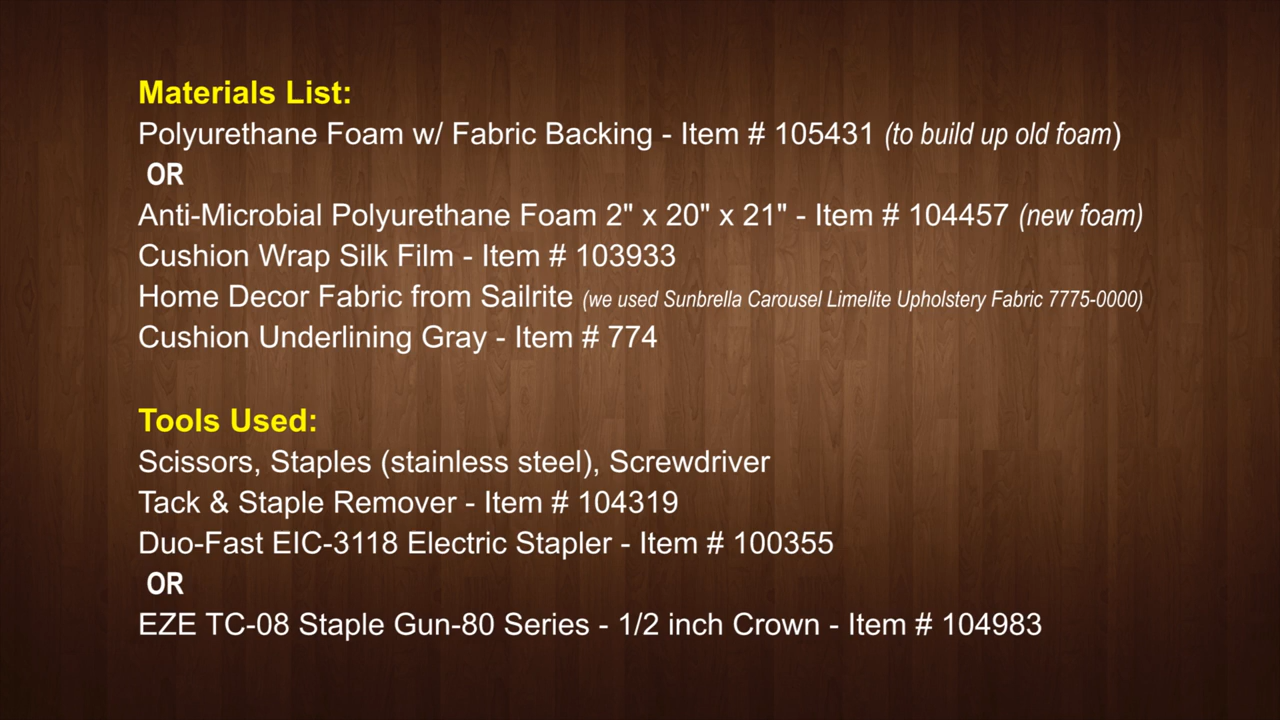 Materials List:
Polyurethane Foam w/ Fabric Backing - Item # 105431 (to build up old foam)
OR
Anti-Microbial Polyurethane Foam 2" x 20" x 21" - Item # 104457 (new foam)
Cushion Wrap Silk Film - Item # 103933
Home Decor Fabric from Sailrite (we used Sunbrella Carousel Limelite Upholstery Fabric 7775-0000)
Cushion Underlining Gray - Item # 774
Tools Used:
Scissors, Staples (stainless steel), Screwdriver
Tack & Staple Remover - Item # 104319
Duo-Fast EIC-3118 Electric Stapler - Item # 100355
OR
EZE TC-08 Staple Gun-80 Series - 1/2 inch Crown - Item # 104983